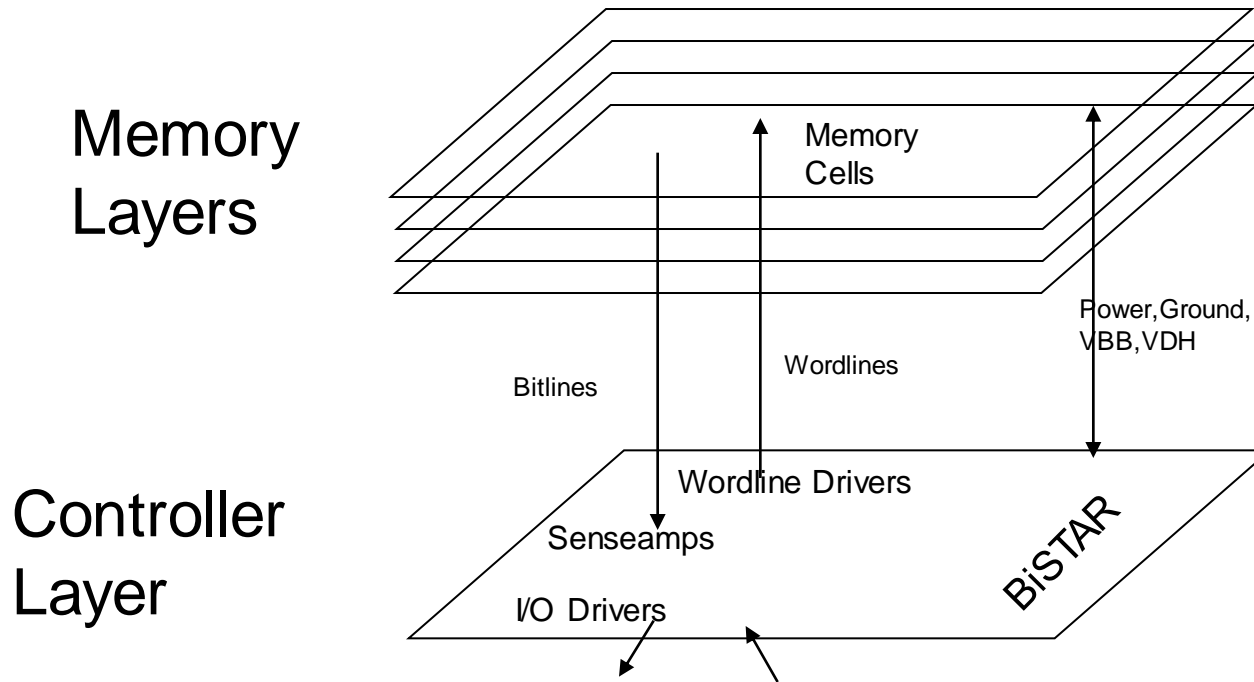 Memory
Layers
Memory
Cells
Power,Ground,
VBB,VDH
Wordlines
Bitlines
Controller
Layer
Wordline Drivers
Senseamps
BiSTAR
I/O Drivers